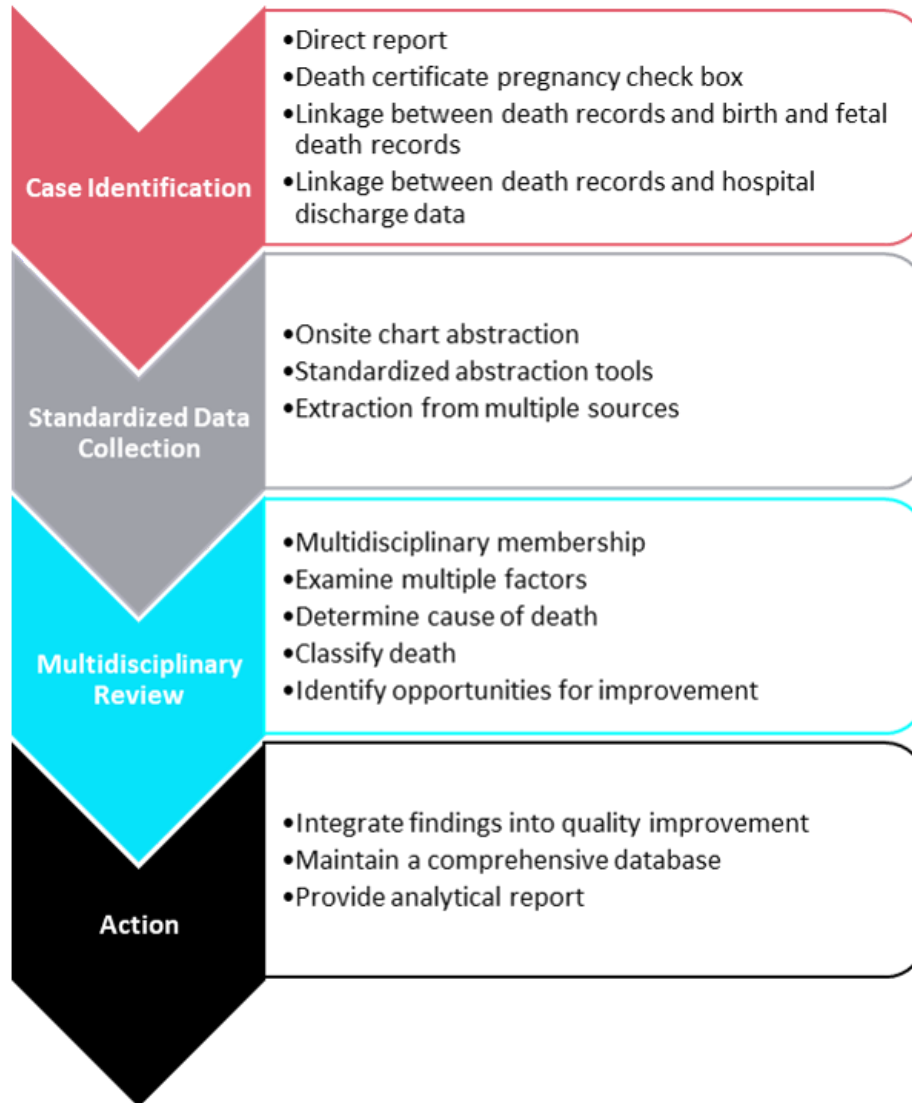 Case Identification
•Direct report
•Death certificate pregnancy check box
•Linkage between death records and birth and fetal
death records
•Linkage between death records and hospital
discharge data
Standardized Data
Collection
•Onsite chart abstraction
•Standardized abstraction tools
•Extraction from multiple sources
Multidisciplinary
Review
•Multidisciplinary membership
•Examine multiple factors
•Determine cause of death
•Classify death
•Identify opportunities for improvement
Action
•Integrate findings into quality improvement
•Maintain a comprehensive database
•Provide analytical report